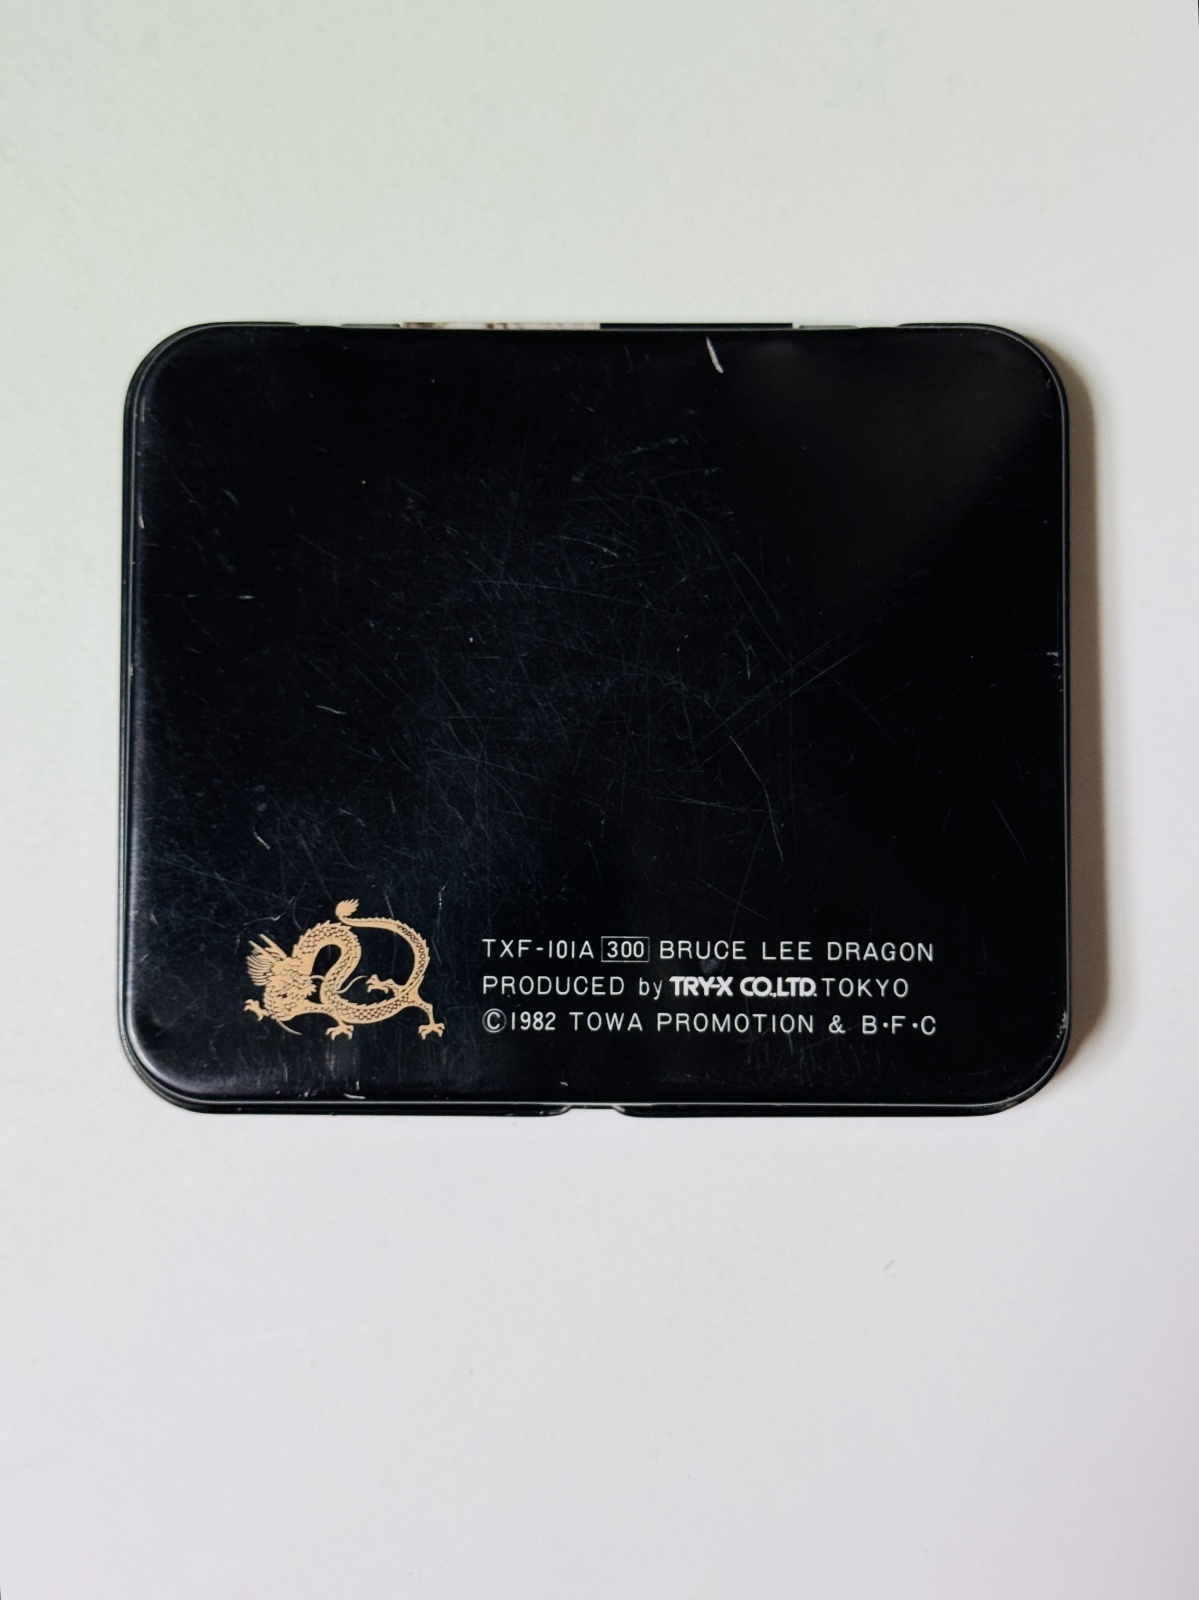 TXF-101A 300 BRUCE LEE DRAGON
PRODUCED by TRY-X CO.,LTD. TOKYO
©1982 TOWA PROMOTION & B·F·C